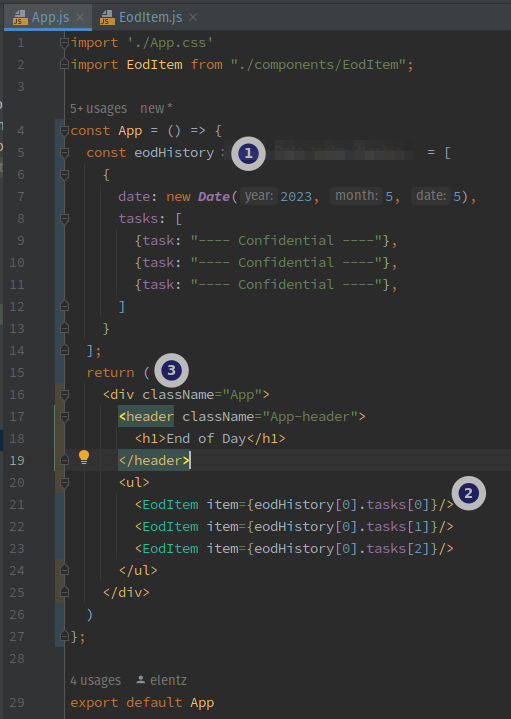 App.js × EodItem.js ×
1 import './App.css'
2 import EodItem from "./components/EodItem";
3
5+ usages new *
4 const App = () => {
5 const eodHistory : 1 = [
6 {
7 date: new Date( year: 2023, month: 5, date: 5),
8 tasks: [
9 {task: "---- Confidential ----"},
10 {task: "---- Confidential ----"},
11 {task: "---- Confidential ----"},
12 ]
13 }
14 ];
15 return ( 3
16 <div className="App">
17 <header className="App-header">
18 <h1>End of Day</h1>
19 </header>
20 <ul>
2
21 <EodItem item={eodHistory[0].tasks[0]}/>
22 <EodItem item={eodHistory[0].tasks[1]}/>
23 <EodItem item={eodHistory[0].tasks[2]}/>
24 </ul>
25 </div>
26 )
27 };
28
4 usages elentz
29 export default App